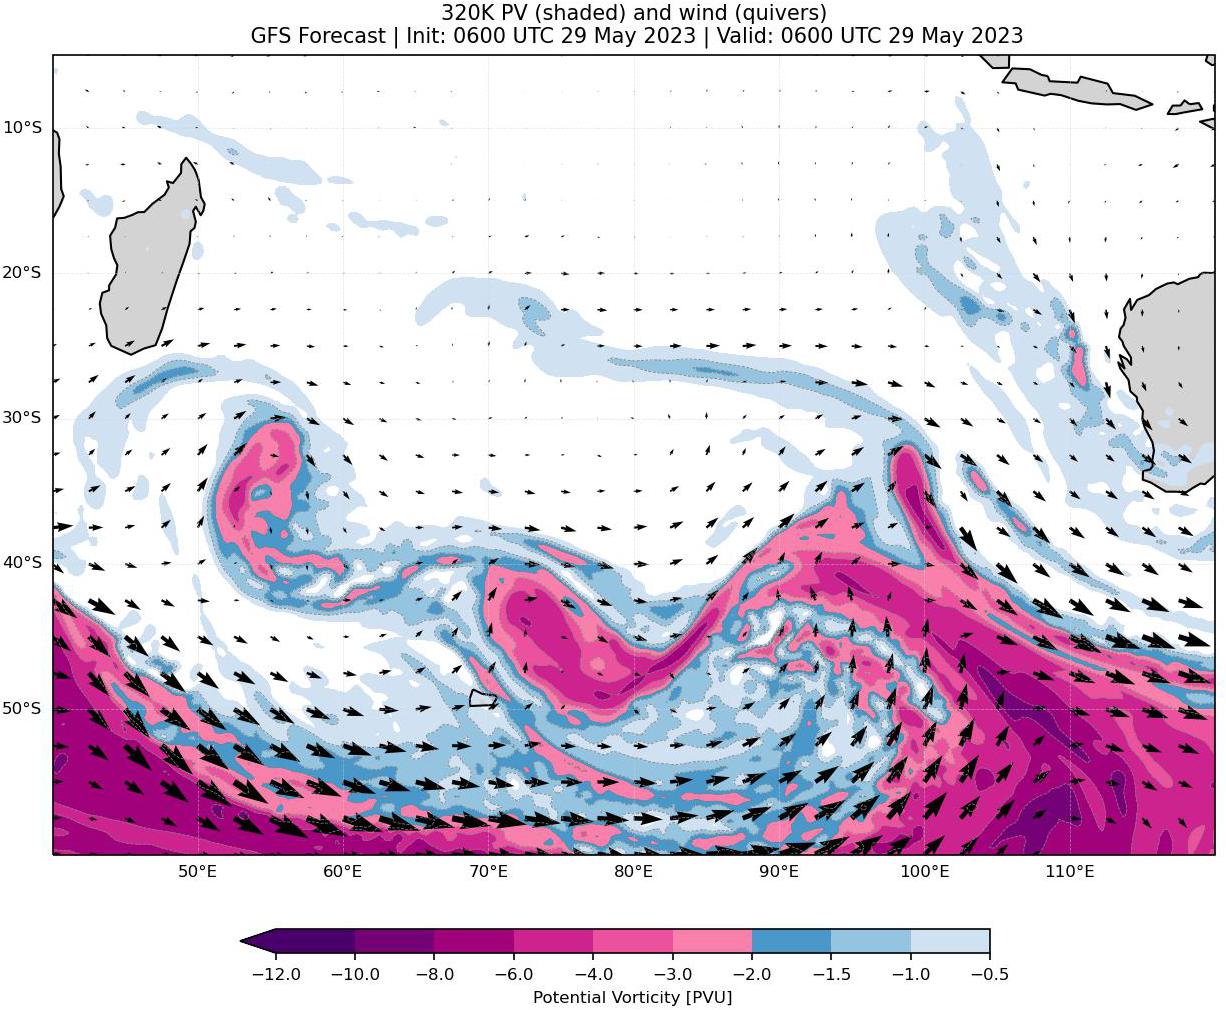 320K PV (shaded) and wind (quivers)
GFS Forecast | Init: 0600 UTC 29 May 2023 | Valid: 0600 UTC 29 May 2023
10°S
20°S
30°S
40°S
50°S
50°E 60°E 70°E 80°E 90°E 100°E 110°E
−12.0 −10.0 −8.0 −6.0 −4.0 −3.0 −2.0 −1.5 −1.0 −0.5
Potential Vorticity [PVU]